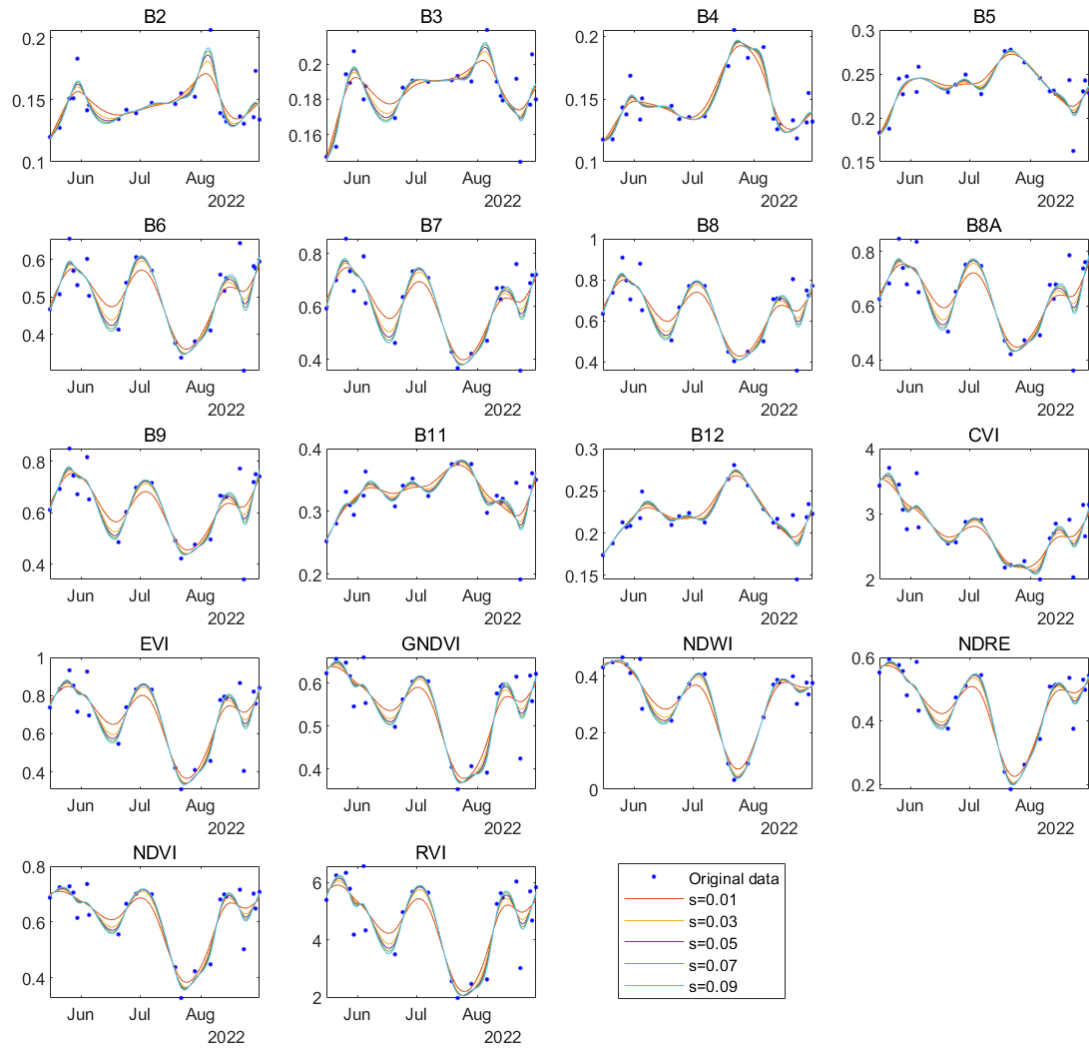 B2 B3 B4 B5
0.2 0.15 0.1 Jun Jul Aug 2022
0.2 0.18 0.16 Jun Jul Aug 2022
0.2 0.15 0.1 Jun Jul Aug 2022
0.3 0.25 0.2 0.15 Jun Jul Aug 2022
B6 B7 B8 B8A
0.6 0.5 0.4 Jun Jul Aug 2022
0.8 0.6 0.4 Jun Jul Aug 2022
1 0.8 0.6 0.4 Jun Jul Aug 2022
0.8 0.6 0.4 Jun Jul Aug 2022
B9 B11 B12 CVI
0.8 0.6 0.4 Jun Jul Aug 2022
0.4 0.3 0.2 Jun Jul Aug 2022
0.3 0.25 0.2 0.15 Jun Jul Aug 2022
4 3 2 Jun Jul Aug 2022
EVI GNDVI NDWI NDRE
1 0.8 0.6 0.4 Jun Jul Aug 2022
0.6 0.5 0.4 Jun Jul Aug 2022
0.4 0.2 0 Jun Jul Aug 2022
0.6 0.4 0.2 Jun Jul Aug 2022
NDVI RVI
0.8 0.6 0.4 Jun Jul Aug 2022
6 4 2 Jun Jul Aug 2022
Original data
s=0.01
s=0.03
s=0.05
s=0.07
s=0.09